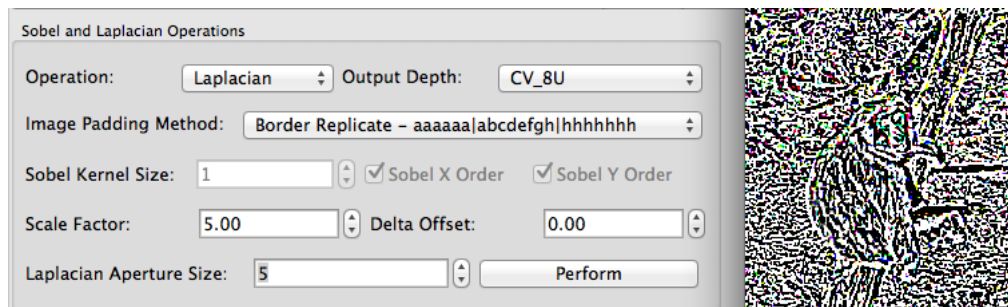 Sobel and Laplacian Operations
Operation: Laplacian Output Depth: CV_8U
Image Padding Method: Border Replicate – aaaaaa|abcdefgh|hhhhhhh
Sobel Kernel Size: 1 Sobel X Order Sobel Y Order
Scale Factor: 5.00 Delta Offset: 0.00
Laplacian Aperture Size: 5 Perform